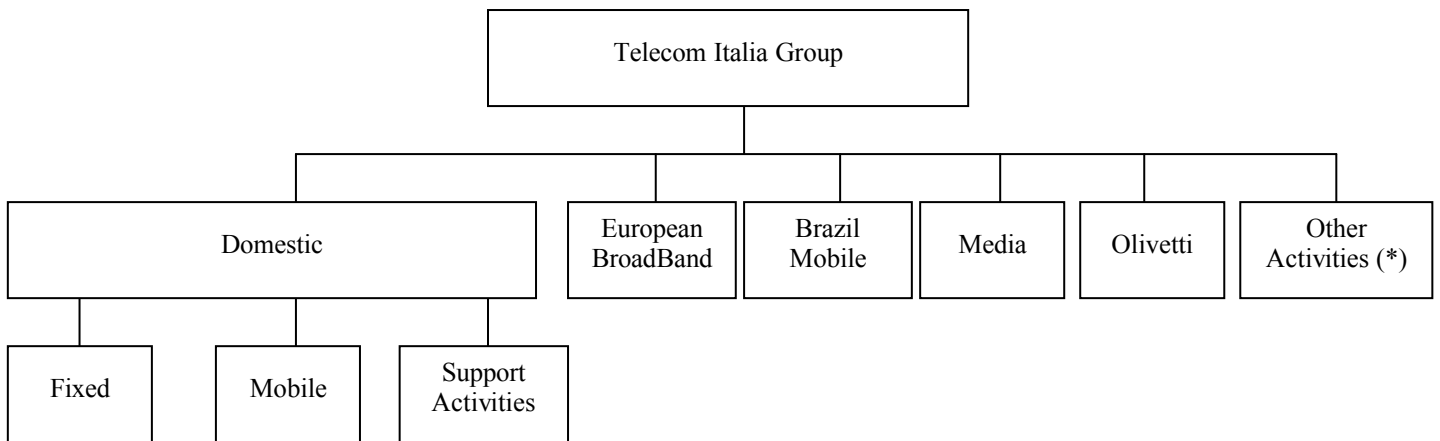 Telecom Italia Group
Domestic
European
BroadBand
Brazil
Mobile
Media
Olivetti
Other
Activities (*)
Fixed
Mobile
Support
Activities